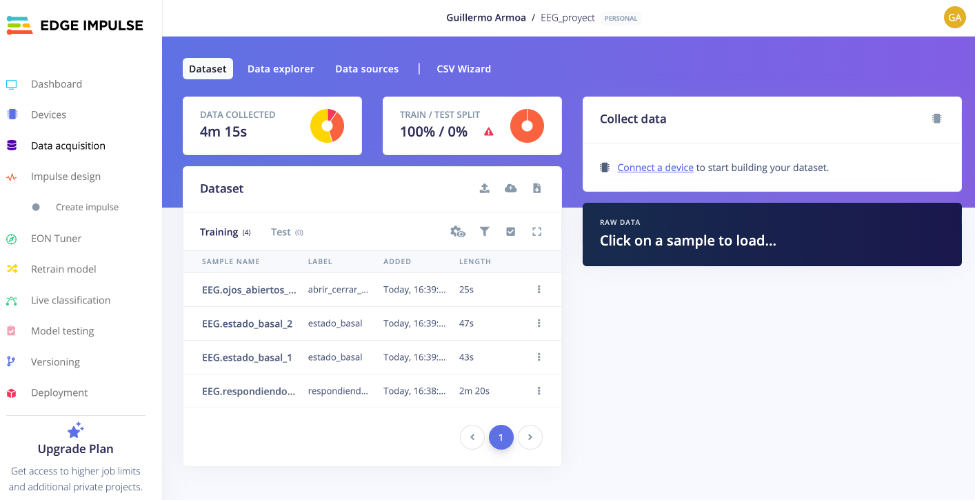 EDGE IMPULSE
Guillermo Armoa / EEG_proyect PERSONAL
GA
Dashboard
Devices
Data acquisition
Impulse design
Create impulse
EON Tuner
Retrain model
Live classification
Model testing
Versioning
Deployment
Upgrade Plan
Get access to higher job limits
and additional private projects.
Dataset Data explorer Data sources | CSV Wizard
DATA COLLECTED
4m 15s
TRAIN / TEST SPLIT
100% / 0%
Collect data
Connect a device to start building your dataset.
RAW DATA
Click on a sample to load...
Dataset
Training (4) Test (0)
SAMPLE NAME LABEL ADDED LENGTH
EEG.ojos_abiertos_... abrir_cerrar_... Today, 16:39:... 25s
EEG.estado_basal_2 estado_basal Today, 16:39:... 47s
EEG.estado_basal_1 estado_basal Today, 16:39:... 43s
EEG.respondiendo... respondiend... Today, 16:38:... 2m 20s
1